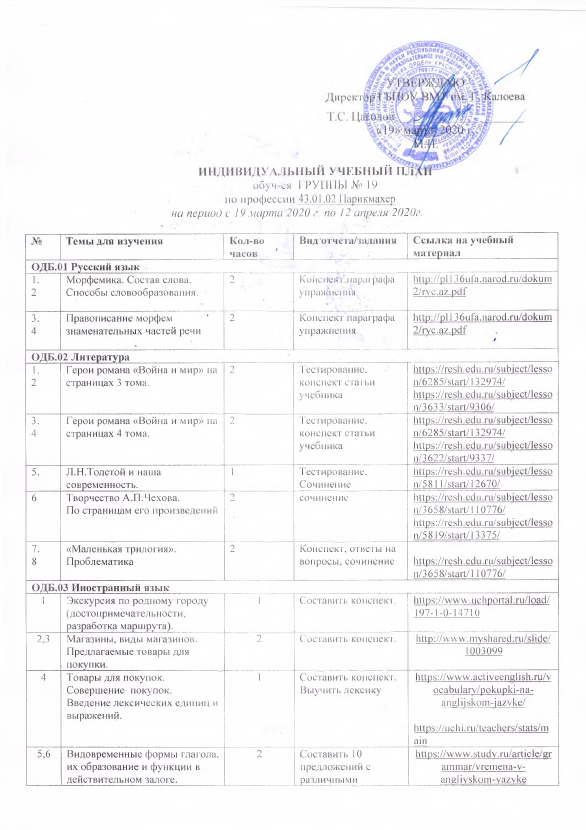 УТВЕРЖДАЮ
Директор ГБПОУ ВМТ им. Г. Калоева
Т.С. Цаголов
«19» марта 2020 г.
М.П.
ИНДИВИДУАЛЬНЫЙ УЧЕБНЫЙ ПЛАН
обуч-ся ГРУППЫ № 19
по профессии 43.01.02 Парикмахер
на период с 19 марта 2020 г. по 12 апреля 2020г.
№ Темы для изучения Кол-во часов Вид отчета/задания Ссылка на учебный материал
ОДБ.01 Русский язык
1. Морфемика. Состав слова. 2 Конспект параграфа http://pl136ufa.narod.ru/dokum
2 Способы словообразования. упражнения 2/ryc.az.pdf
3. Правописание морфем 2 Конспект параграфа http://pl136ufa.narod.ru/dokum
4 знаменательных частей речи упражнения 2/ryc.az.pdf
ОДБ.02 Литература
1. Герои романа «Война и мир» на 2 Тестирование. https://resh.edu.ru/subject/lesso
2 страницах 3 тома. конспект статьи n/6285/start/132974/
учебника https://resh.edu.ru/subject/lesso
n/3633/start/9306/
3. Герои романа «Война и мир» на 2 Тестирование. https://resh.edu.ru/subject/lesso
4 страницах 4 тома. конспект статьи n/6285/start/132974/
учебника https://resh.edu.ru/subject/lesso
n/3622/start/9337/
5. Л.Н.Толстой и наша 1 Тестирование. https://resh.edu.ru/subject/lesso
современность. Сочинение n/5811/start/12670/
6 Творчество А.П.Чехова. 2 сочинение https://resh.edu.ru/subject/lesso
По страницам его произведений n/3658/start/110776/
https://resh.edu.ru/subject/lesso
n/5819/start/13375/
7. «Маленькая трилогия». 2 Конспект, ответы на
8 Проблематика вопросы, сочинение https://resh.edu.ru/subject/lesso
n/3658/start/110776/
ОДБ.03 Иностранный язык
1 Экскурсия по родному городу 1 Составить конспект. https://www.uchportal.ru/load/
(достопримечательности, 197-1-0-14710
разработка маршрута).
2,3 Магазины, виды магазинов. 2 Составить конспект. http://www.myshared.ru/slide/
Предлагаемые товары для 1003099
покупки.
4 Товары для покупок. 1 Составить конспект. https://www.activeenglish.ru/v
Совершение покупок. Выучить лексику ocabulary/pokupki-na-
Введение лексических единиц и anglijskom-jazyke/
выражений.
https://uchi.ru/teachers/stats/m
ain
5,6 Видовременные формы глагола, 2 Составить 10 https://www.study.ru/article/gr
их образование и функции в предложений с ammar/vremena-v-
действительном залоге. различными angliyskom-yazyke